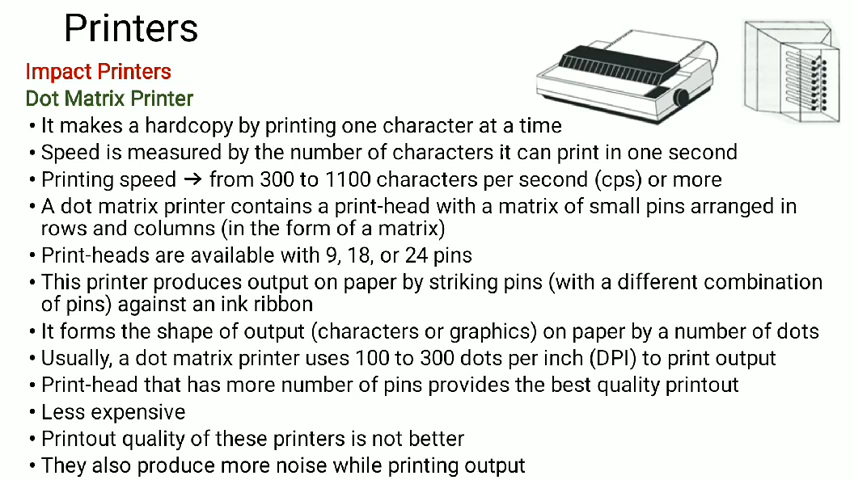 Printers
Impact Printers
Dot Matrix Printer
• It makes a hardcopy by printing one character at a time
• Speed is measured by the number of characters it can print in one second
• Printing speed → from 300 to 1100 characters per second (cps) or more
• A dot matrix printer contains a print-head with a matrix of small pins arranged in
rows and columns (in the form of a matrix)
• Print-heads are available with 9, 18, or 24 pins
• This printer produces output on paper by striking pins (with a different combination
of pins) against an ink ribbon
• It forms the shape of output (characters or graphics) on paper by a number of dots
• Usually, a dot matrix printer uses 100 to 300 dots per inch (DPI) to print output
• Print-head that has more number of pins provides the best quality printout
• Less expensive
• Printout quality of these printers is not better
• They also produce more noise while printing output